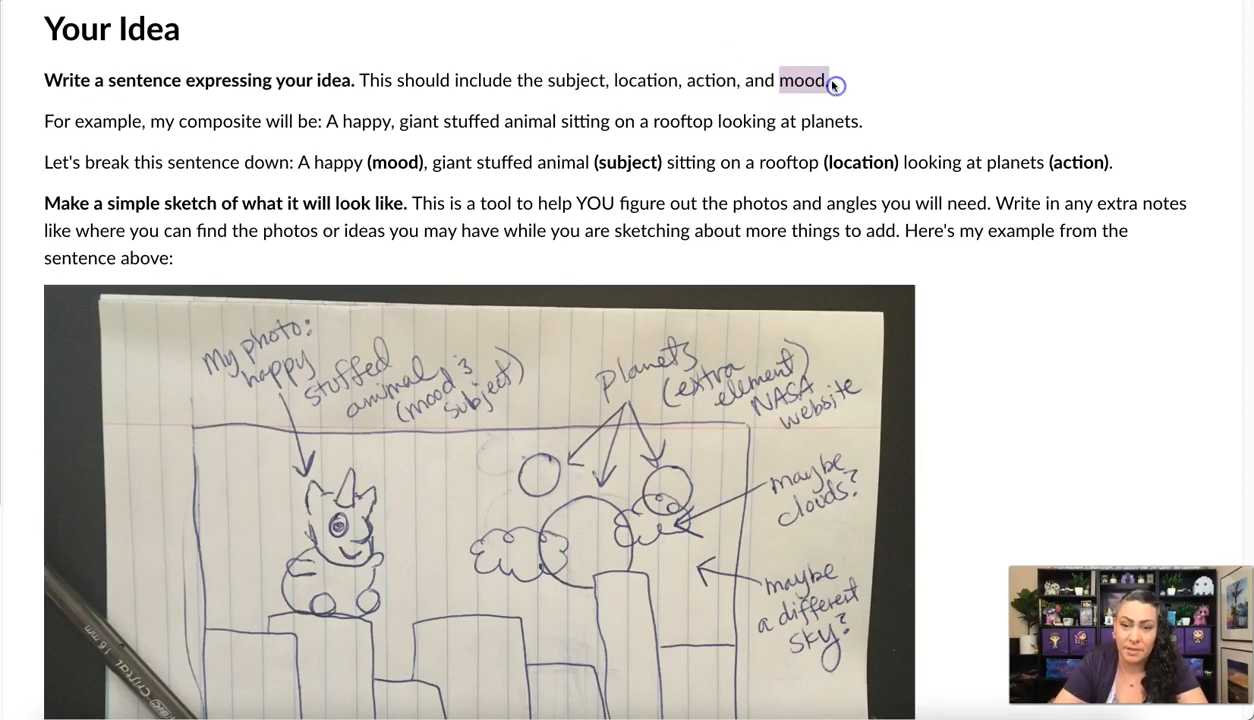 Your Idea
Write a sentence expressing your idea. This should include the subject, location, action, and mood.
For example, my composite will be: A happy, giant stuffed animal sitting on a rooftop looking at planets.
Let's break this sentence down: A happy (mood), giant stuffed animal (subject) sitting on a rooftop (location) looking at planets (action).
Make a simple sketch of what it will look like. This is a tool to help YOU figure out the photos and angles you will need. Write in any extra notes
like where you can find the photos or ideas you may have while you are sketching about more things to add. Here's my example from the
sentence above:
My photo:
happy
stuffed
animal
(mood &
subject)
planets
(extra
element)
NASA
website
maybe
clouds?
maybe
a different
sky?
Crystal 1.6 mm